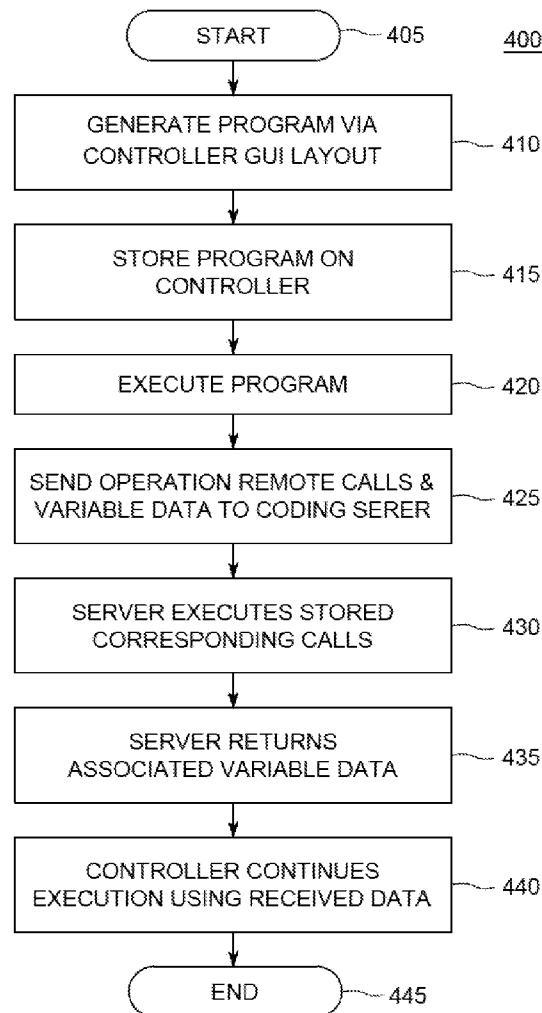 START
405
400
GENERATE PROGRAM VIA
CONTROLLER GUI LAYOUT
410
STORE PROGRAM ON
CONTROLLER
415
EXECUTE PROGRAM
420
SEND OPERATION REMOTE CALLS &
VARIABLE DATA TO CODING SERER
425
SERVER EXECUTES STORED
CORRESPONDING CALLS
430
SERVER RETURNS
ASSOCIATED VARIABLE DATA
435
CONTROLLER CONTINUES
EXECUTION USING RECEIVED DATA
440
END
445